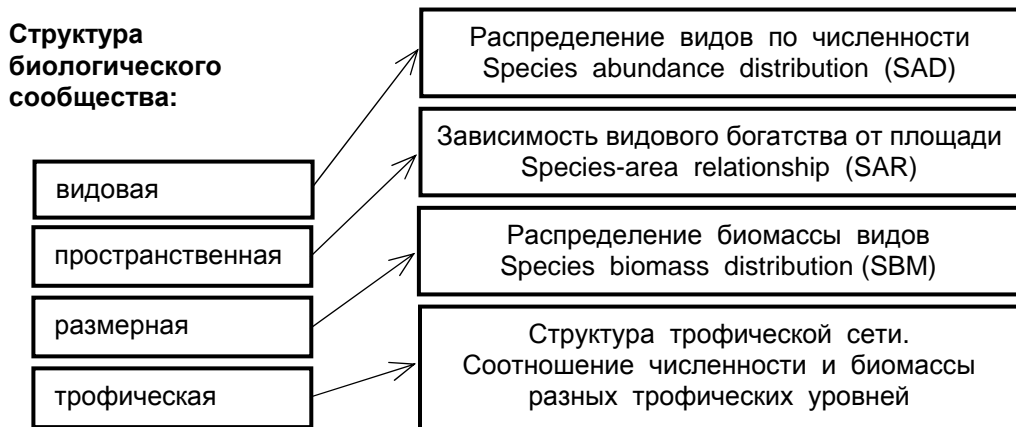 Структура
биологического
сообщества:
видовая
пространственная
размерная
трофическая
Распределение видов по численности
Species abundance distribution (SAD)
Зависимость видового богатства от площади
Species-area relationship (SAR)
Распределение биомассы видов
Species biomass distribution (SBM)
Структура трофической сети.
Соотношение численности и биомассы
разных трофических уровней